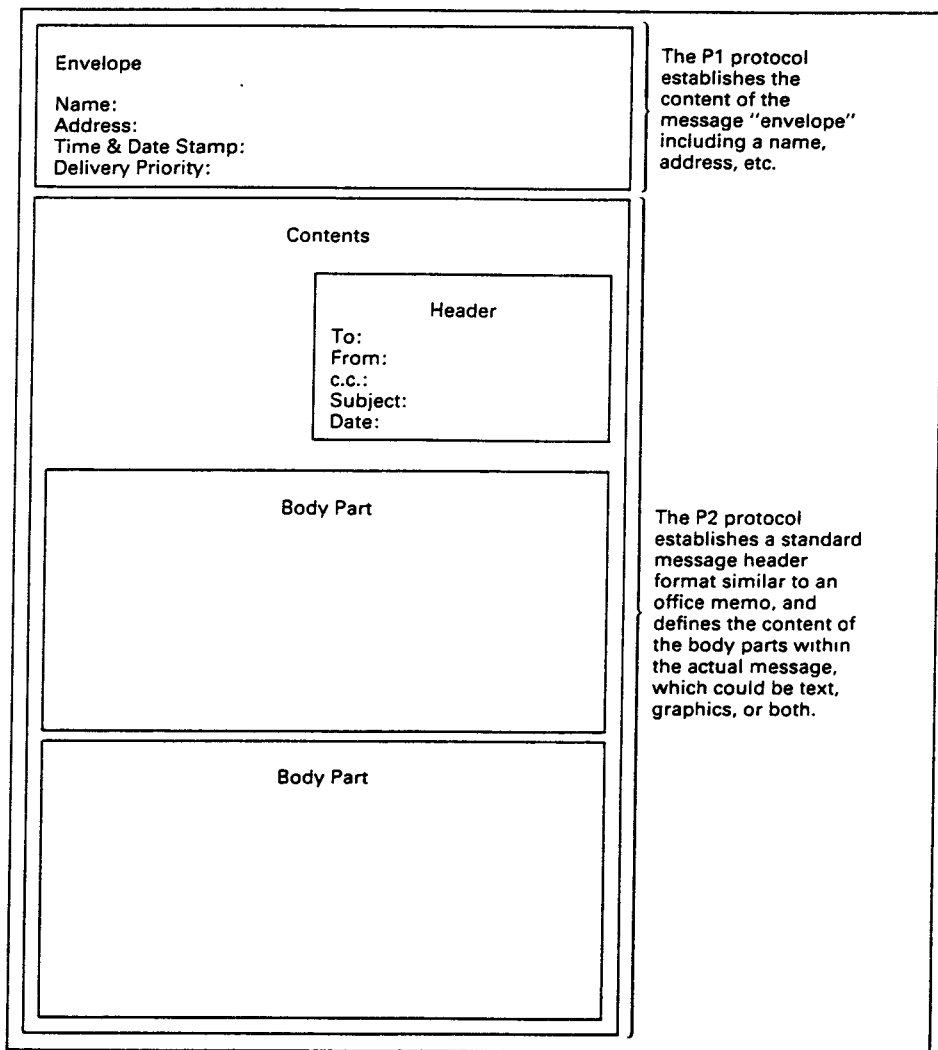 Envelope
Name:
Address:
Time & Date Stamp:
Delivery Priority:
The P1 protocol
establishes the
content of the
message "envelope"
including a name,
address, etc.
Contents
Header
To:
From:
c.c.:
Subject:
Date:
Body Part
The P2 protocol
establishes a standard
message header
format similar to an
office memo, and
defines the content of
the body parts within
the actual message,
which could be text,
graphics, or both.
Body Part